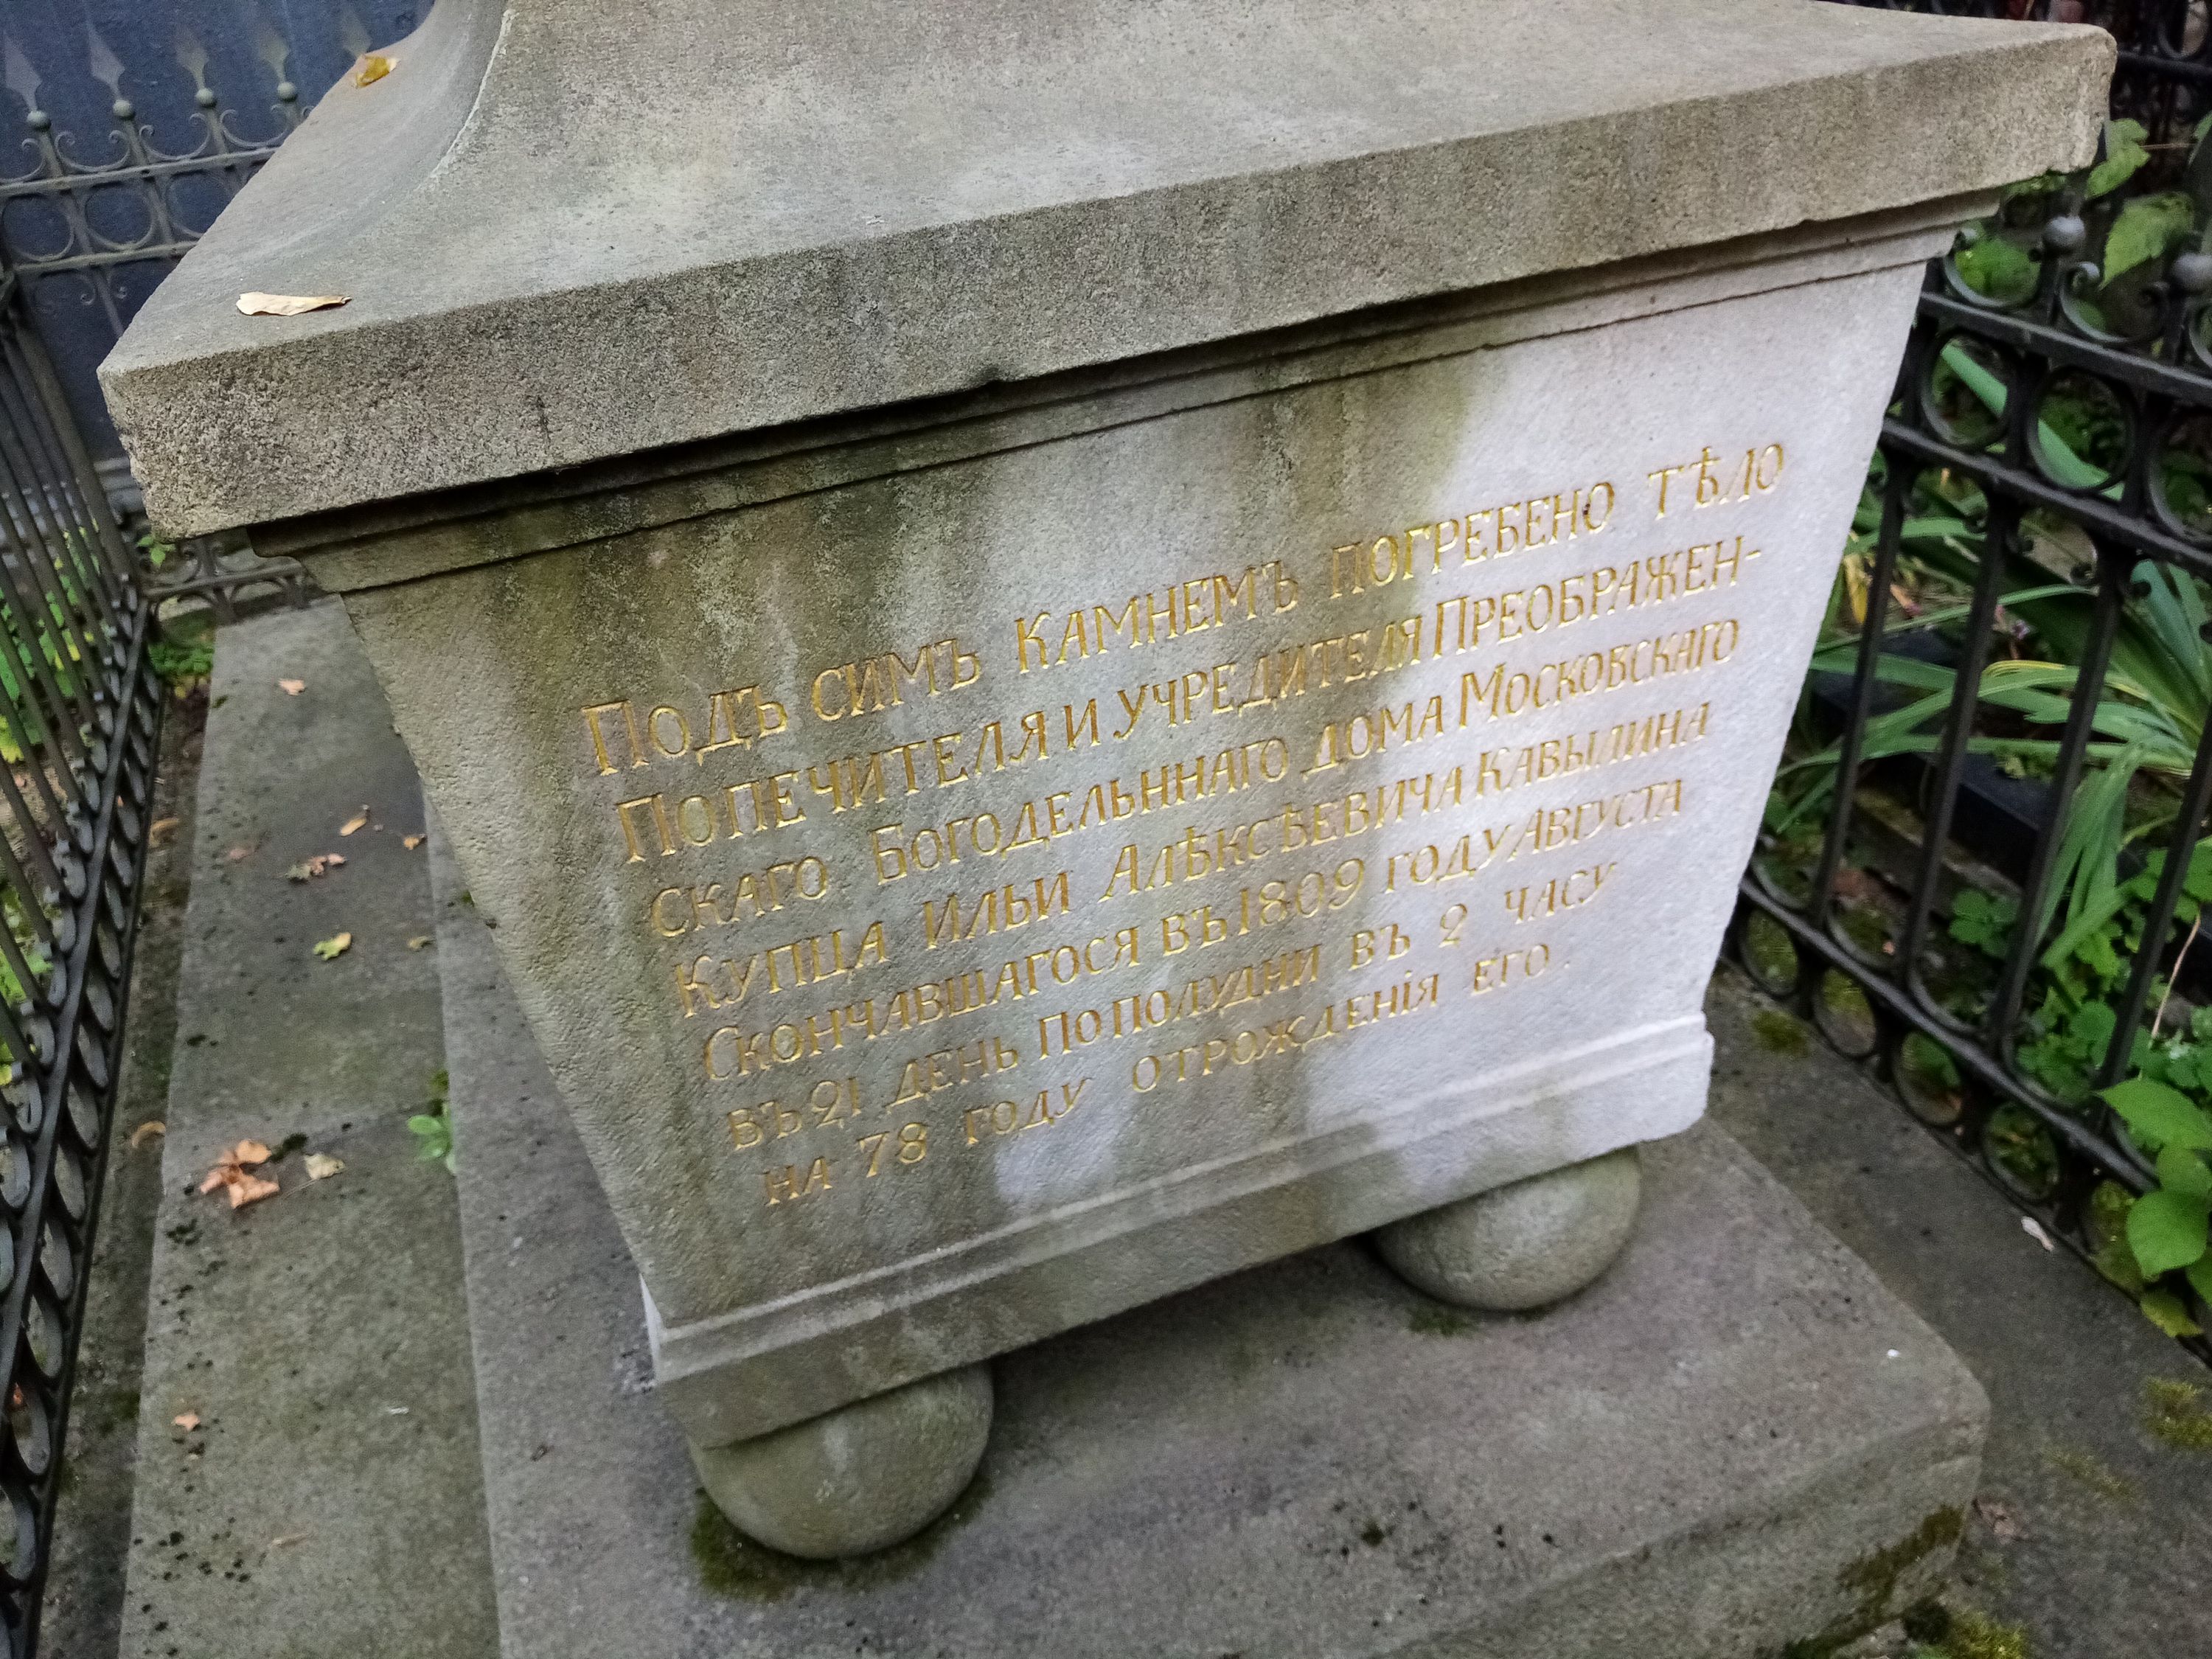 Подъ симъ камнемъ погребено тѣло
попечителя и учредителя Преображен-
скаго Богодельннаго дома Московскаго
купца Ильи Алѣксѣевича Кавылина
Скончавшагося въ 1809 году Августа
въ 21 день пополудни въ 2 часу
на 78 году отрожденія его.